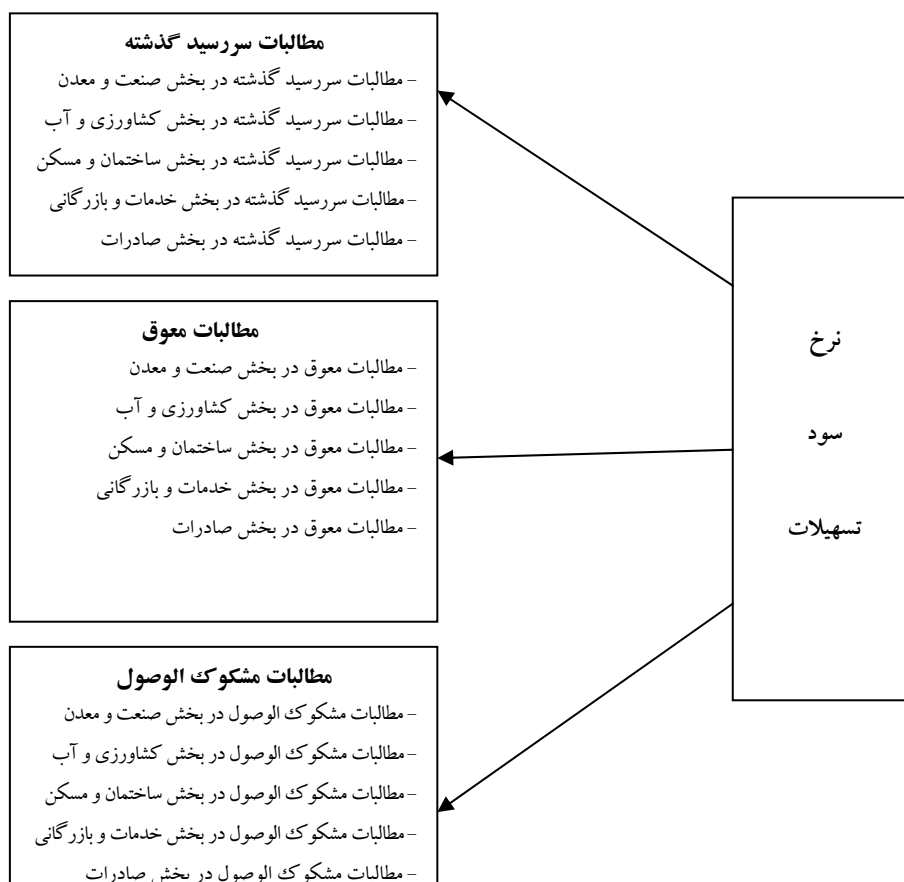 مطالبات سررسید گذشته
- مطالبات سررسید گذشته در بخش صنعت و معدن
- مطالبات سررسید گذشته در بخش کشاورزی و آب
- مطالبات سررسید گذشته در بخش ساختمان و مسکن
- مطالبات سررسید گذشته در بخش خدمات و بازرگانی
- مطالبات سررسید گذشته در بخش صادرات
مطالبات معوق
- مطالبات معوق در بخش صنعت و معدن
- مطالبات معوق در بخش کشاورزی و آب
- مطالبات معوق در بخش ساختمان و مسکن
- مطالبات معوق در بخش خدمات و بازرگانی
- مطالبات معوق در بخش صادرات
مطالبات مشکوک الوصول
- مطالبات مشکوک الوصول در بخش صنعت و معدن
- مطالبات مشکوک الوصول در بخش کشاورزی و آب
- مطالبات مشکوک الوصول در بخش ساختمان و مسکن
- مطالبات مشکوک الوصول در بخش خدمات و بازرگانی
- مطالبات مشکوک الوصول در بخش صادرات
نرخ
سود
تسهیلات